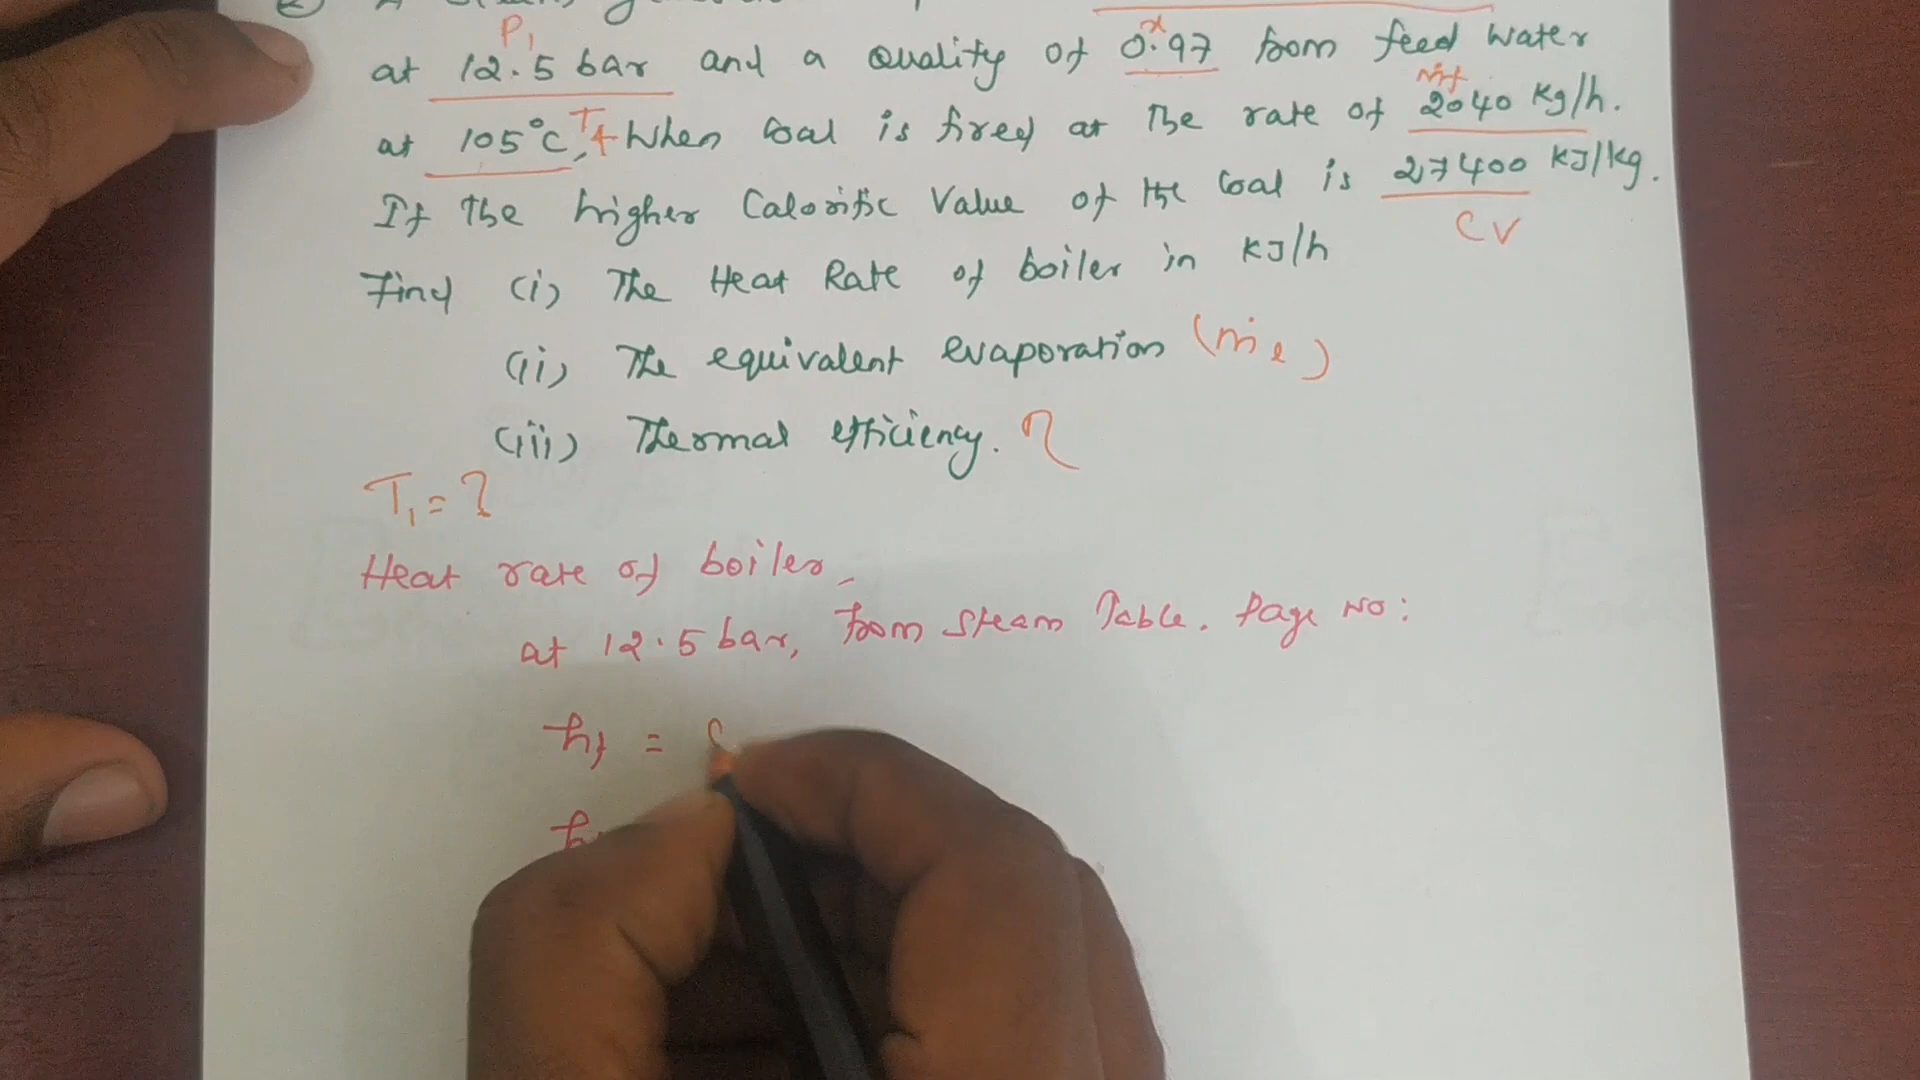 P1 x
at 12.5 bar and a Quality of 0.97 from feed water
at 105°C, Tf when Coal is fired at The rate of 2040 kg/h.
If The higher Calorific Value of the Coal is 27400 kJ/kg.
CV
Find (i) The Heat Rate of boiler in kJ/h
(ii) The equivalent evaporation (ṁe)
(iii) Thermal efficiency. η
T1 = ?
Heat rate of boiler,
at 12.5 bar, From Steam Table. Page No:
hf =